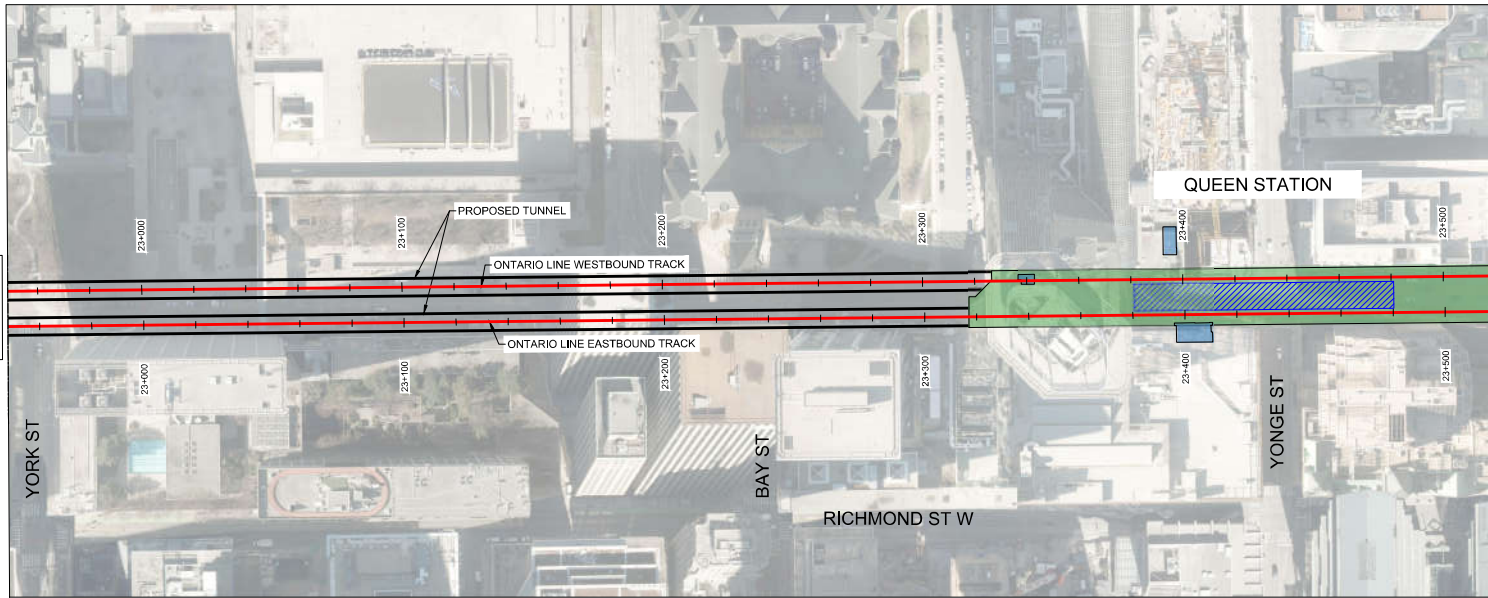 QUEEN STATION
23+000
23+100
23+200
23+300
23+400
23+500
PROPOSED TUNNEL
ONTARIO LINE WESTBOUND TRACK
ONTARIO LINE EASTBOUND TRACK
23+000
23+100
23+200
23+300
23+400
23+500
YORK ST
BAY ST
YONGE ST
RICHMOND ST W